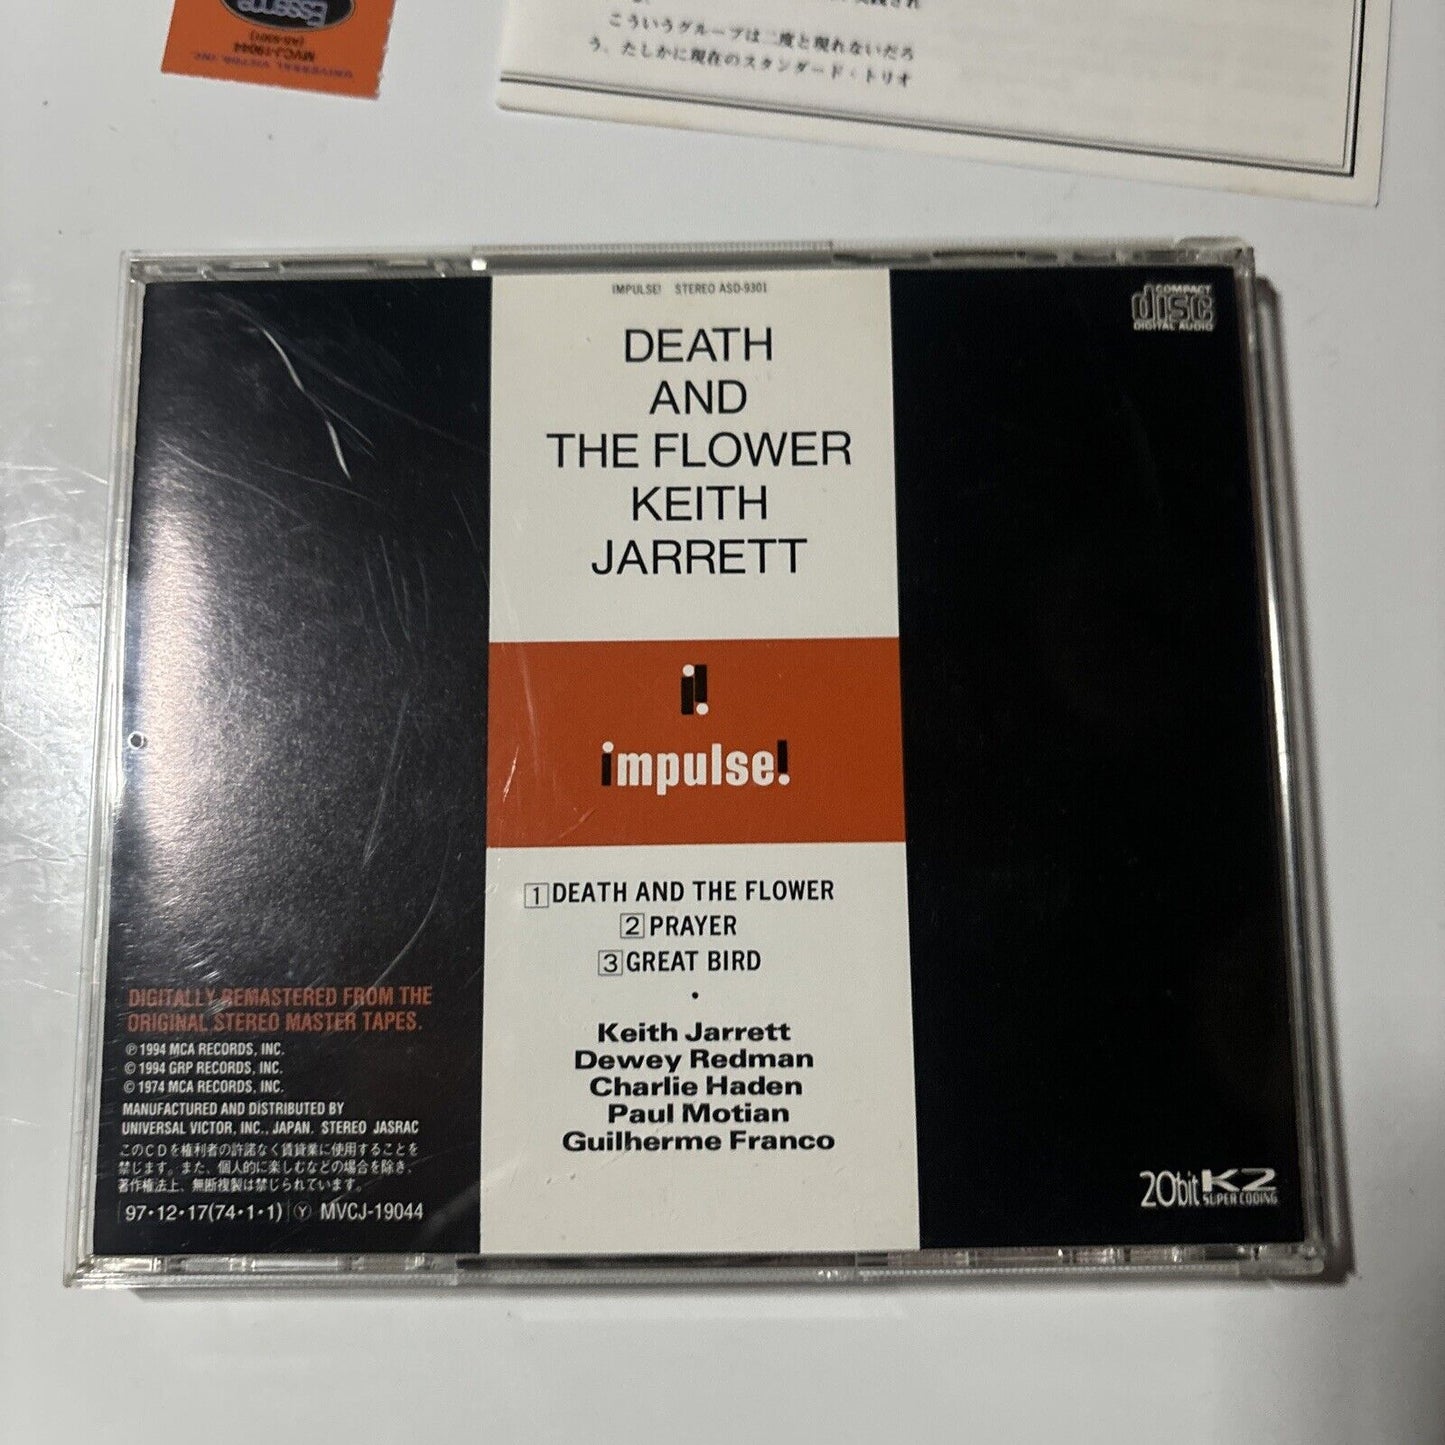 Essence
(AS-9301)
MVCJ-19044
UNIVERSAL VICTOR, INC.
こういうグループは二度と現れないだろ
う、たしかに現在のスタンダード・トリオ
IMPULSE! STEREO ASD-9301
COMPACT
disc
DIGITAL AUDIO
DEATH
AND
THE FLOWER
KEITH
JARRETT
impulse!
1 DEATH AND THE FLOWER
2 PRAYER
3 GREAT BIRD
•
Keith Jarrett
Dewey Redman
Charlie Haden
Paul Motian
Guilherme Franco
DIGITALLY REMASTERED FROM THE
ORIGINAL STEREO MASTER TAPES.
℗ 1994 MCA RECORDS, INC.
© 1994 GRP RECORDS, INC.
© 1974 MCA RECORDS, INC.
MANUFACTURED AND DISTRIBUTED BY
UNIVERSAL VICTOR, INC., JAPAN. STEREO JASRAC
このCDを権利者の許諾なく賃貸業に使用することを
禁じます。また、個人的に楽しむなどの場合を除き、
著作権法上、無断複製は禁じられています。
97・12・17(74・1・1) Ⓨ MVCJ-19044
20bit K2
SUPER CODING